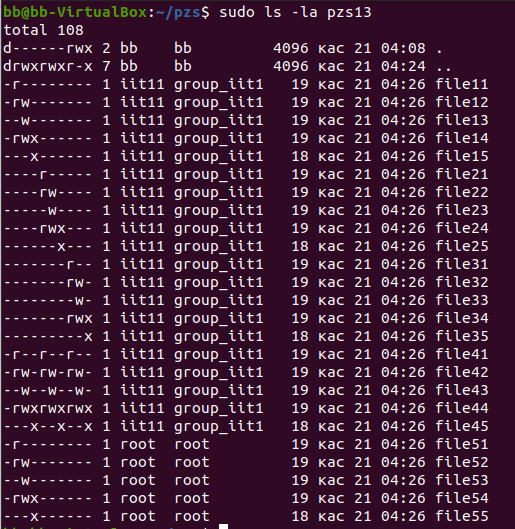 bb@bb-VirtualBox:~/pzs$ sudo ls -la pzs13
total 108
d------rwx 2 bb    bb         4096 кас 21 04:08 .
drwxrwxr-x 7 bb    bb         4096 кас 21 04:24 ..
-r-------- 1 iit11 group_iit1   19 кас 21 04:26 file11
-rw------- 1 iit11 group_iit1   19 кас 21 04:26 file12
--w------- 1 iit11 group_iit1   19 кас 21 04:26 file13
-rwx------ 1 iit11 group_iit1   19 кас 21 04:26 file14
---x------ 1 iit11 group_iit1   18 кас 21 04:26 file15
----r----- 1 iit11 group_iit1   19 кас 21 04:26 file21
----rw---- 1 iit11 group_iit1   19 кас 21 04:26 file22
-----w---- 1 iit11 group_iit1   19 кас 21 04:26 file23
----rwx--- 1 iit11 group_iit1   19 кас 21 04:26 file24
------x--- 1 iit11 group_iit1   18 кас 21 04:26 file25
-------r-- 1 iit11 group_iit1   19 кас 21 04:26 file31
-------rw- 1 iit11 group_iit1   19 кас 21 04:26 file32
--------w- 1 iit11 group_iit1   19 кас 21 04:26 file33
-------rwx 1 iit11 group_iit1   19 кас 21 04:26 file34
---------x 1 iit11 group_iit1   18 кас 21 04:26 file35
-r--r--r-- 1 iit11 group_iit1   19 кас 21 04:26 file41
-rw-rw-rw- 1 iit11 group_iit1   19 кас 21 04:26 file42
--w--w--w- 1 iit11 group_iit1   19 кас 21 04:26 file43
-rwxrwxrwx 1 iit11 group_iit1   19 кас 21 04:26 file44
---x--x--x 1 iit11 group_iit1   18 кас 21 04:26 file45
-r-------- 1 root  root         19 кас 21 04:26 file51
-rw------- 1 root  root         19 кас 21 04:26 file52
--w------- 1 root  root         19 кас 21 04:26 file53
-rwx------ 1 root  root         19 кас 21 04:26 file54
---x------ 1 root  root         18 кас 21 04:26 file55